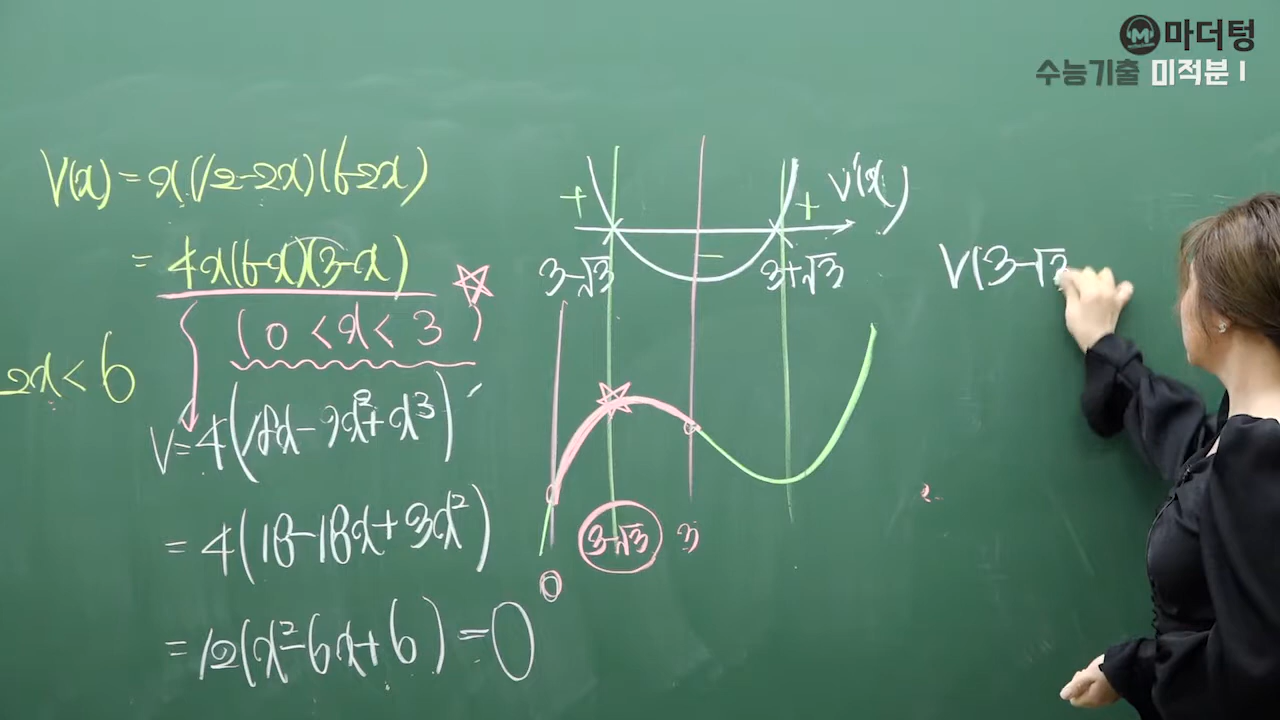 마더텅
수능기출 미적분 I
V(x) = x(12-2x)(6-2x)
= 4x(6-x)(3-x)
(0 < x < 3)
2x < 6
V' = 4(18x - 9x² + x³)'
= 4(18 - 18x + 3x²)
= 12(x² - 6x + 6) = 0
+ - + V'(x)
3-√3 3+√3
3-√3 3
0
V(3-√3